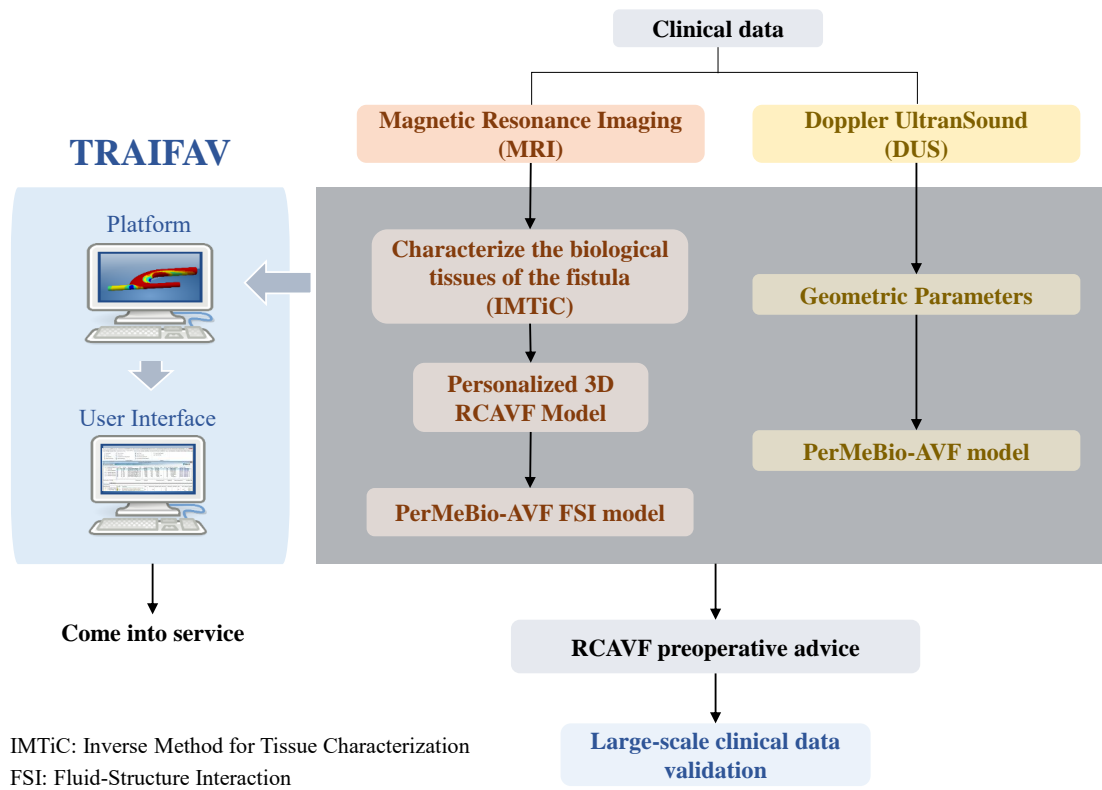 Clinical data
Magnetic Resonance Imaging
(MRI)
Doppler UltranSound
(DUS)
TRAIFAV
Platform
User Interface
Come into service
Characterize the biological
tissues of the fistula
(IMTiC)
Personalized 3D
RCAVF Model
PerMeBio-AVF FSI model
Geometric Parameters
PerMeBio-AVF model
RCAVF preoperative advice
Large-scale clinical data
validation
IMTiC: Inverse Method for Tissue Characterization
FSI: Fluid-Structure Interaction